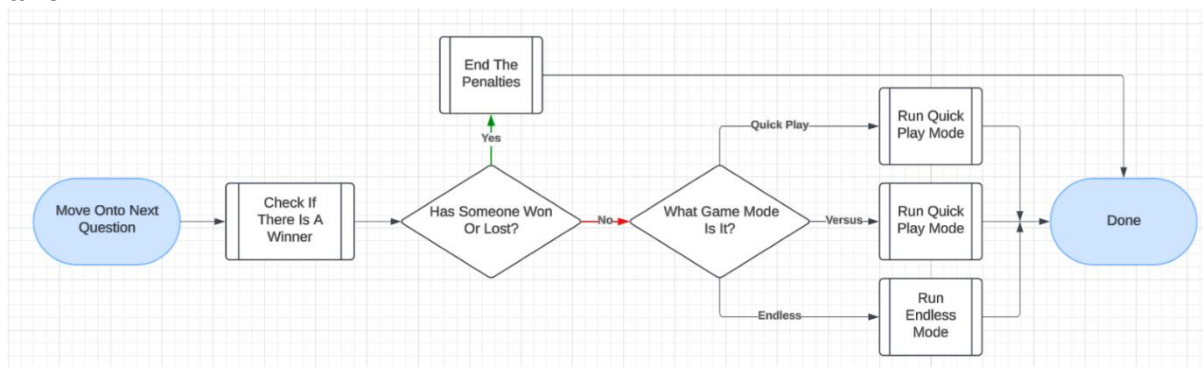 End The
Penalties
Yes
Quick Play
Run Quick
Play Mode
Move Onto Next
Question
Check If
There Is A
Winner
Has Someone Won
Or Lost?
No
What Game Mode
Is It?
Versus
Run Quick
Play Mode
Done
Endless
Run
Endless
Mode